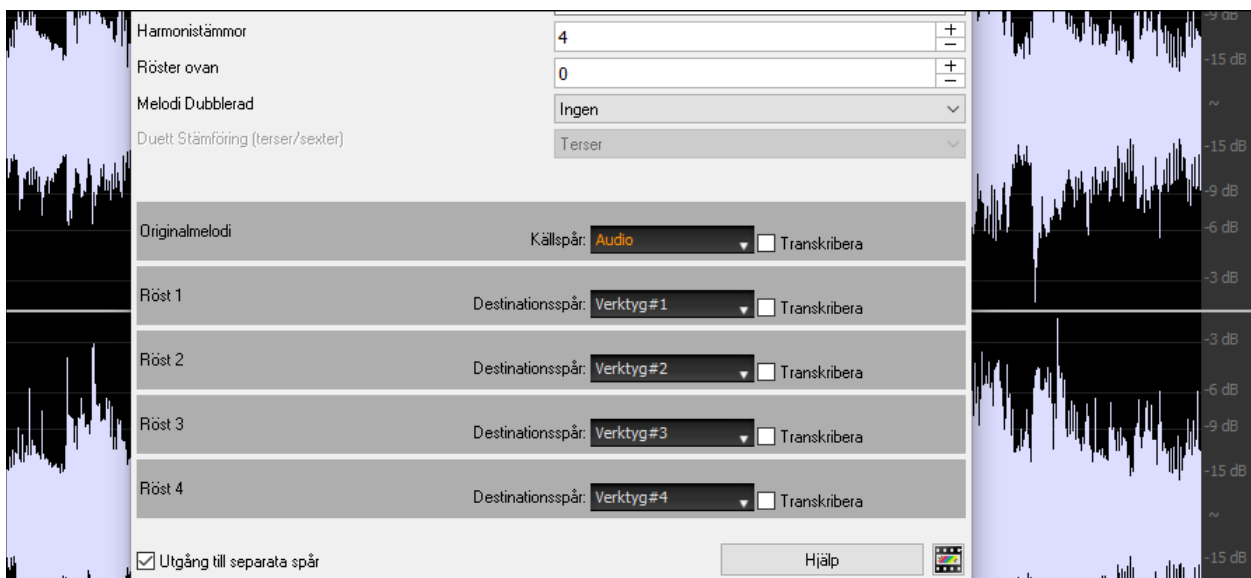 -9 dB
Harmonistämmor 4 + −
-15 dB
Röster ovan 0 + −
Melodi Dubblerad Ingen
~
Duett Stämföring (terser/sexter) Terser
-15 dB
-9 dB
Originalmelodi Källspår: Audio Transkribera
-6 dB
-3 dB
Röst 1 Destinationsspår: Verktyg#1 Transkribera
-3 dB
Röst 2 Destinationsspår: Verktyg#2 Transkribera
-6 dB
Röst 3 Destinationsspår: Verktyg#3 Transkribera
-9 dB
-15 dB
Röst 4 Destinationsspår: Verktyg#4 Transkribera
~
Utgång till separata spår Hjälp
-15 dB